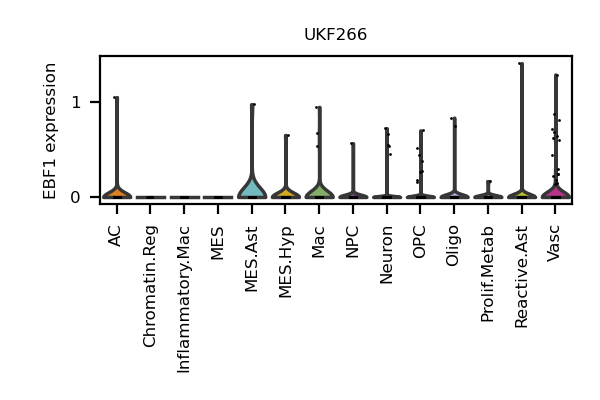 UKF266
EBF1 expression
1
0
AC
Chromatin.Reg
Inflammatory.Mac
MES
MES.Ast
MES.Hyp
Mac
NPC
Neuron
OPC
Oligo
Prolif.Metab
Reactive.Ast
Vasc